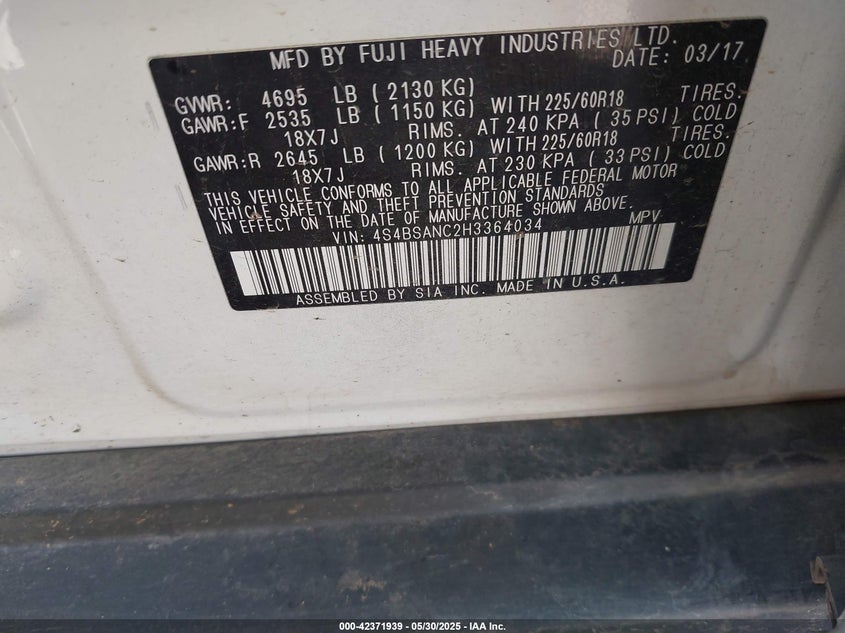 MFD BY FUJI HEAVY INDUSTRIES LTD.
DATE: 03/17
GVWR: 4695 LB ( 2130 KG)
GAWR:F 2535 LB ( 1150 KG) WITH 225/60R18 TIRES.
18X7J RIMS. AT 240 KPA ( 35 PSI) COLD
GAWR:R 2645 LB ( 1200 KG) WITH 225/60R18 TIRES.
18X7J RIMS. AT 230 KPA ( 33 PSI) COLD
THIS VEHICLE CONFORMS TO ALL APPLICABLE FEDERAL MOTOR
VEHICLE SAFETY AND THEFT PREVENTION STANDARDS
IN EFFECT ON THE DATE OF MANUFACTURE SHOWN ABOVE.
VIN: 4S4BSANC2H3364034 MPV
ASSEMBLED BY SIA INC. MADE IN U.S.A.
000-42371939 — 05/30/2025 — IAA Inc.